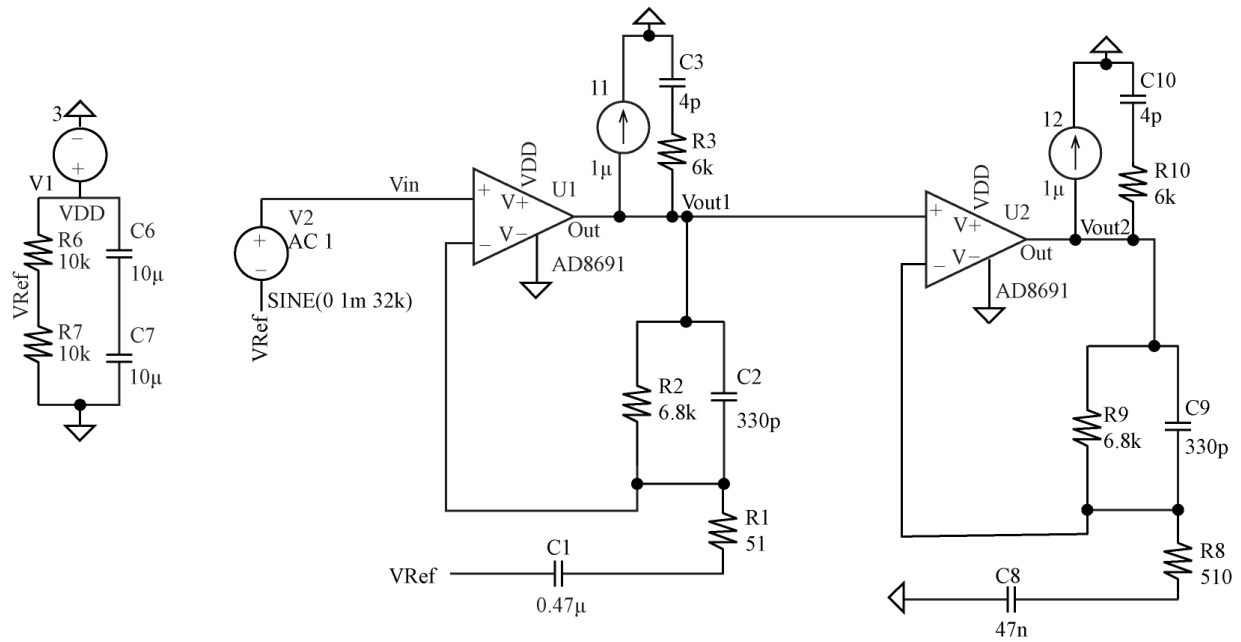 3
−
+
V1
VDD
R6
10k
C6
10µ
VRef
R7
10k
C7
10µ
Vin
V2
AC 1
+
−
SINE(0 1m 32k)
VRef
+
−
V+
V−
VDD
U1
Out
AD8691
11
1µ
C3
4p
R3
6k
Vout1
R2
6.8k
C2
330p
R1
51
C1
0.47µ
VRef
+
−
V+
V−
VDD
U2
Out
AD8691
12
1µ
C10
4p
R10
6k
Vout2
R9
6.8k
C9
330p
R8
510
C8
47n